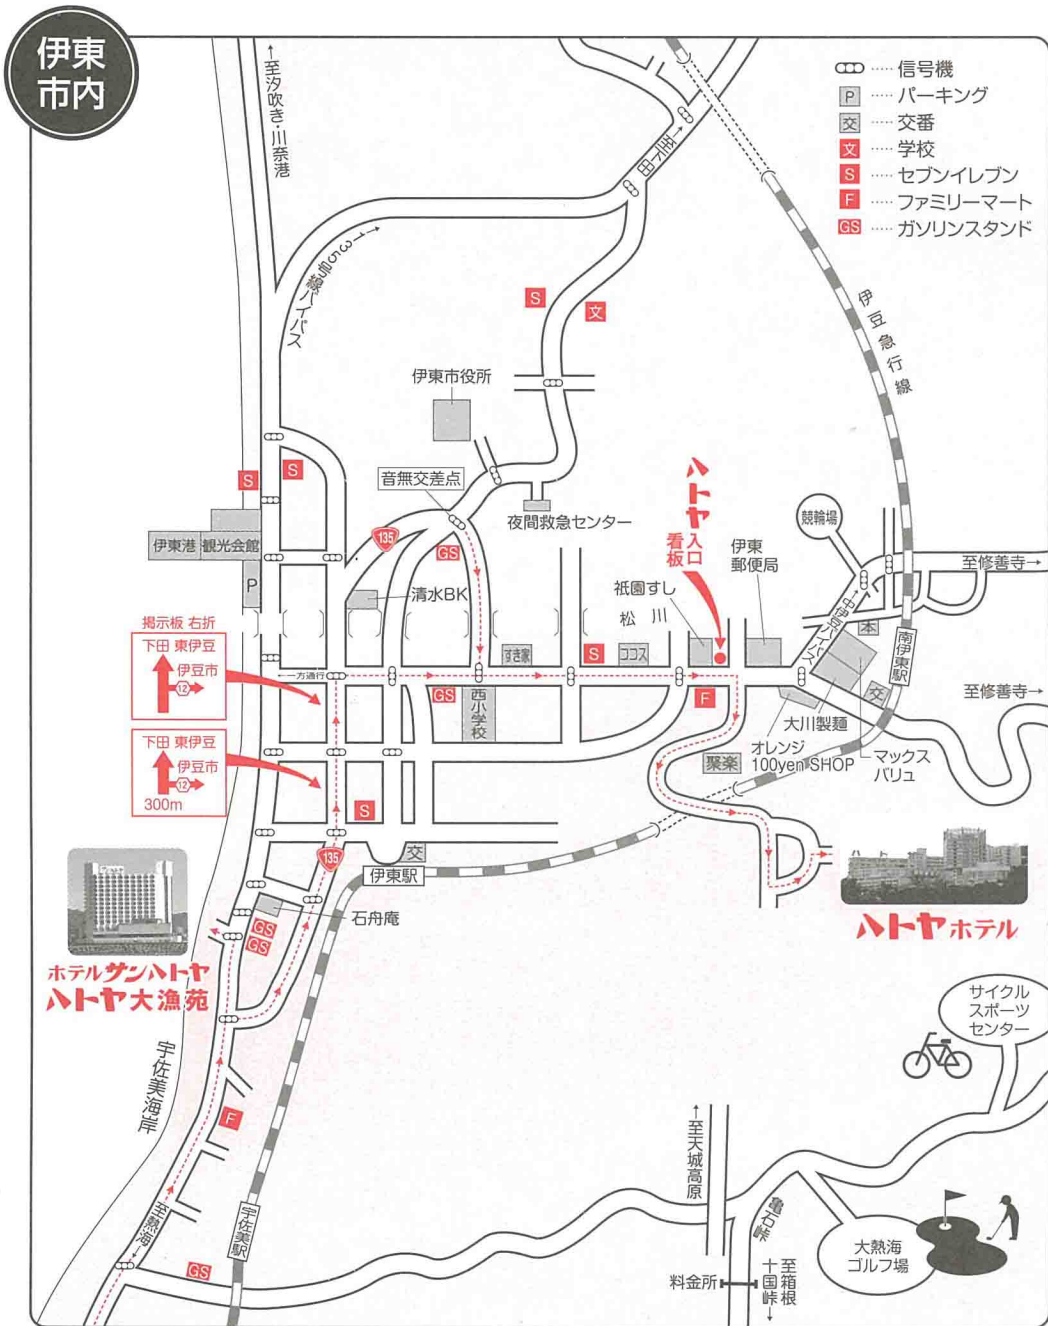 伊東
市内
信号機
P パーキング
交 交番
文 学校
S セブンイレブン
F ファミリーマート
GS ガソリンスタンド
←至汐吹き・川奈港
135号線バイパス→
伊豆急行線
S
文
伊東市役所
音無交差点
135
夜間救急センター
S
S
伊東港
観光会館
P
GS
清水BK
ハトヤ
入口
看板
伊東
郵便局
祇園すし
松川
競輪場
至修善寺→
中伊豆バイパス
本
南伊東駅
至修善寺→
掲示板 右折
下田 東伊豆
伊豆市
12
←一方通行
すき家
S
ココス
GS
西小学校
F
交
大川製麺
オレンジ
100yen SHOP
マックス
バリュ
聚楽
下田 東伊豆
伊豆市
12
300m
S
135
交
伊東駅
石舟庵
GS
GS
ホテルサンハトヤ
ハトヤ大漁苑
ハトヤホテル
宇佐美海岸
F
至熱海→
GS
宇佐美駅
サイクル
スポーツ
センター
←至天城高原
亀石峠
大熱海
ゴルフ場
料金所
至箱根
十国峠→